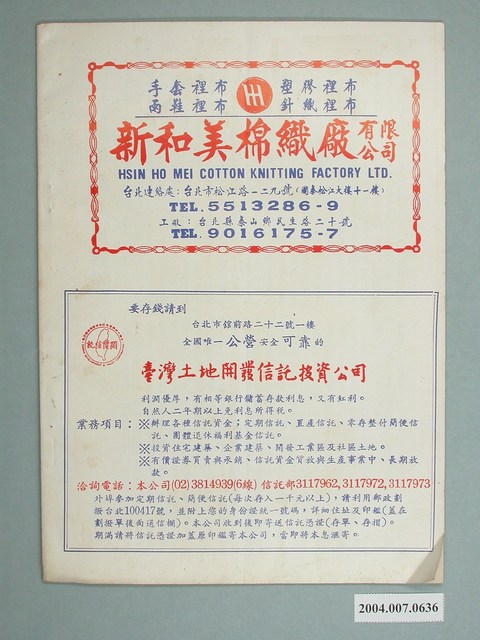 手套裡布 塑膠裡布
雨鞋裡布 針織裡布
新和美棉織廠有限公司
HSIN HO MEI COTTON KNITTING FACTORY LTD.
台北連絡處：台北市松江路一二九號（國泰松江大樓十一樓）
TEL.5513286-9
工廠：台北縣泰山鄉民生路二十號
TEL.9016175-7
要存錢請到
台北市舘前路二十二號一樓
全國唯一公營安全可靠的
臺灣土地開發信託投資公司
利潤優厚，有相等銀行儲蓄存款利息，又有紅利。
自然人二年期以上免利息所得稅。
業務項目：※辦理各種信託資金：定期信託、置產信託、零存整付簡便信
託、團體退休福利基金信託。
※投資住宅建築、企業建築、開發工業區及社區土地。
※有價證券買賣與承銷、信託資金貸放與生產事業中、長期放
款。
洽詢電話：本公司(02)3814939(6線) 信託部3117962, 3117972, 3117973
外埠參加定期信託、簡便信託(每次存入一千元以上)，請利用郵政劃
撥台北100417號，並附上您的身份證統一號碼，詳細住址及印鑑(蓋在
劃撥單後面通信欄)。本公司收到後即寄送信託憑證(存單、存摺)。
期滿請將信託憑證加蓋原印鑑寄本公司，當即將本息滙寄。
2004.007.0636